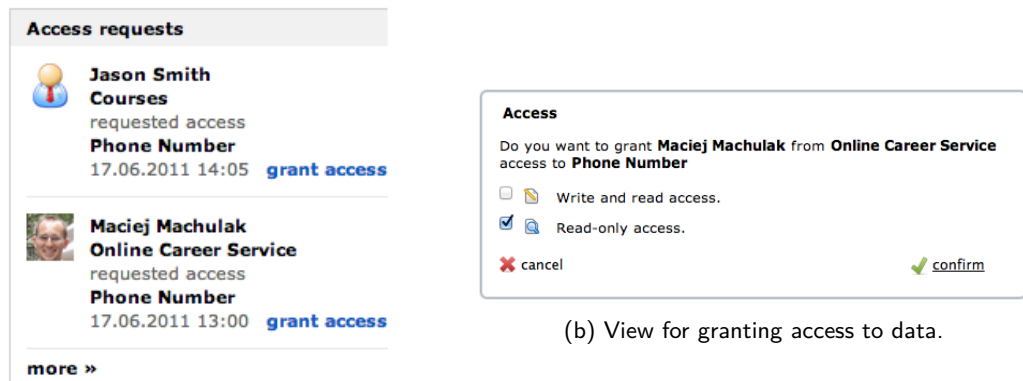 Access requests
Jason Smith
Courses
requested access
Phone Number
17.06.2011 14:05 grant access
Maciej Machulak
Online Career Service
requested access
Phone Number
17.06.2011 13:00 grant access
more »
Access
Do you want to grant Maciej Machulak from Online Career Service
access to Phone Number
Write and read access.
Read-only access.
cancel
confirm
(b) View for granting access to data.